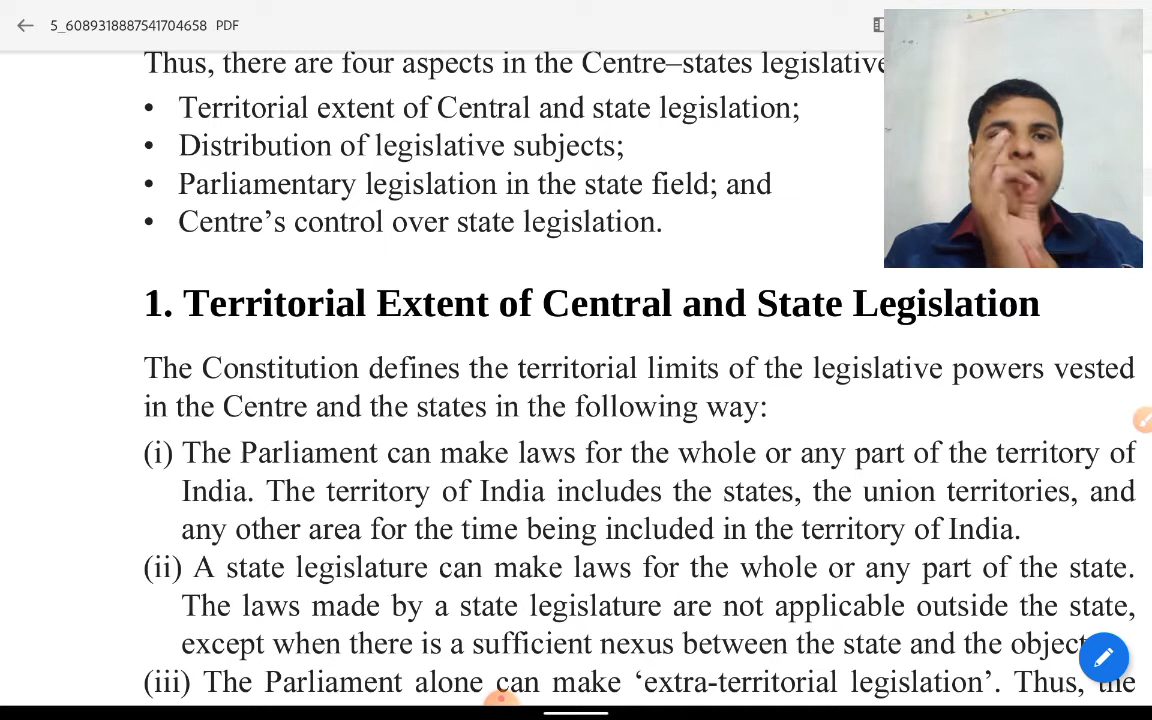 5_6089318887541704658 PDF
Thus, there are four aspects in the Centre–states legislative
• Territorial extent of Central and state legislation;
• Distribution of legislative subjects;
• Parliamentary legislation in the state field; and
• Centre’s control over state legislation.
1. Territorial Extent of Central and State Legislation
The Constitution defines the territorial limits of the legislative powers vested
in the Centre and the states in the following way:
(i) The Parliament can make laws for the whole or any part of the territory of
India. The territory of India includes the states, the union territories, and
any other area for the time being included in the territory of India.
(ii) A state legislature can make laws for the whole or any part of the state.
The laws made by a state legislature are not applicable outside the state,
except when there is a sufficient nexus between the state and the object
(iii) The Parliament alone can make ‘extra-territorial legislation’. Thus, the